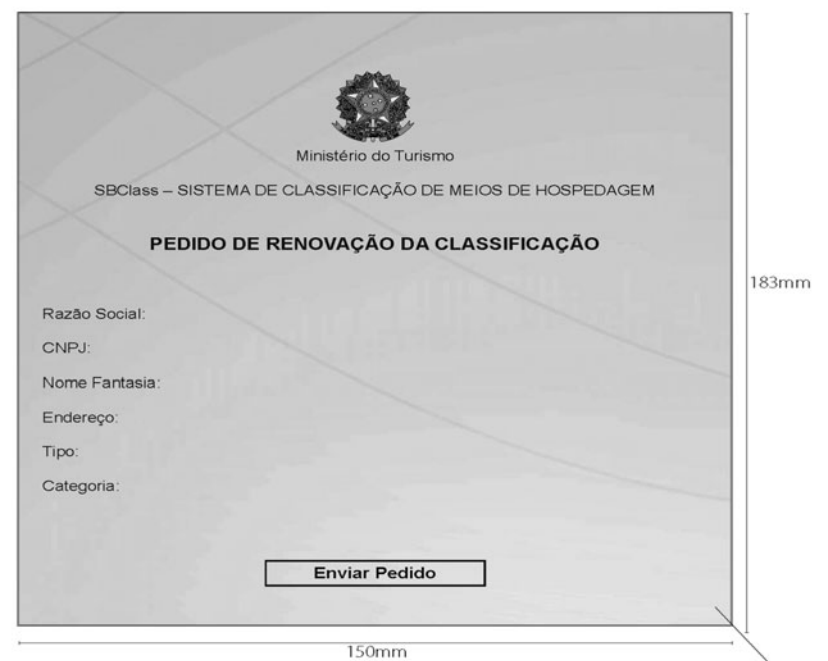 Ministério do Turismo
SBClass – SISTEMA DE CLASSIFICAÇÃO DE MEIOS DE HOSPEDAGEM
PEDIDO DE RENOVAÇÃO DA CLASSIFICAÇÃO
183mm
Razão Social:
CNPJ:
Nome Fantasia:
Endereço:
Tipo:
Categoria:
Enviar Pedido
150mm